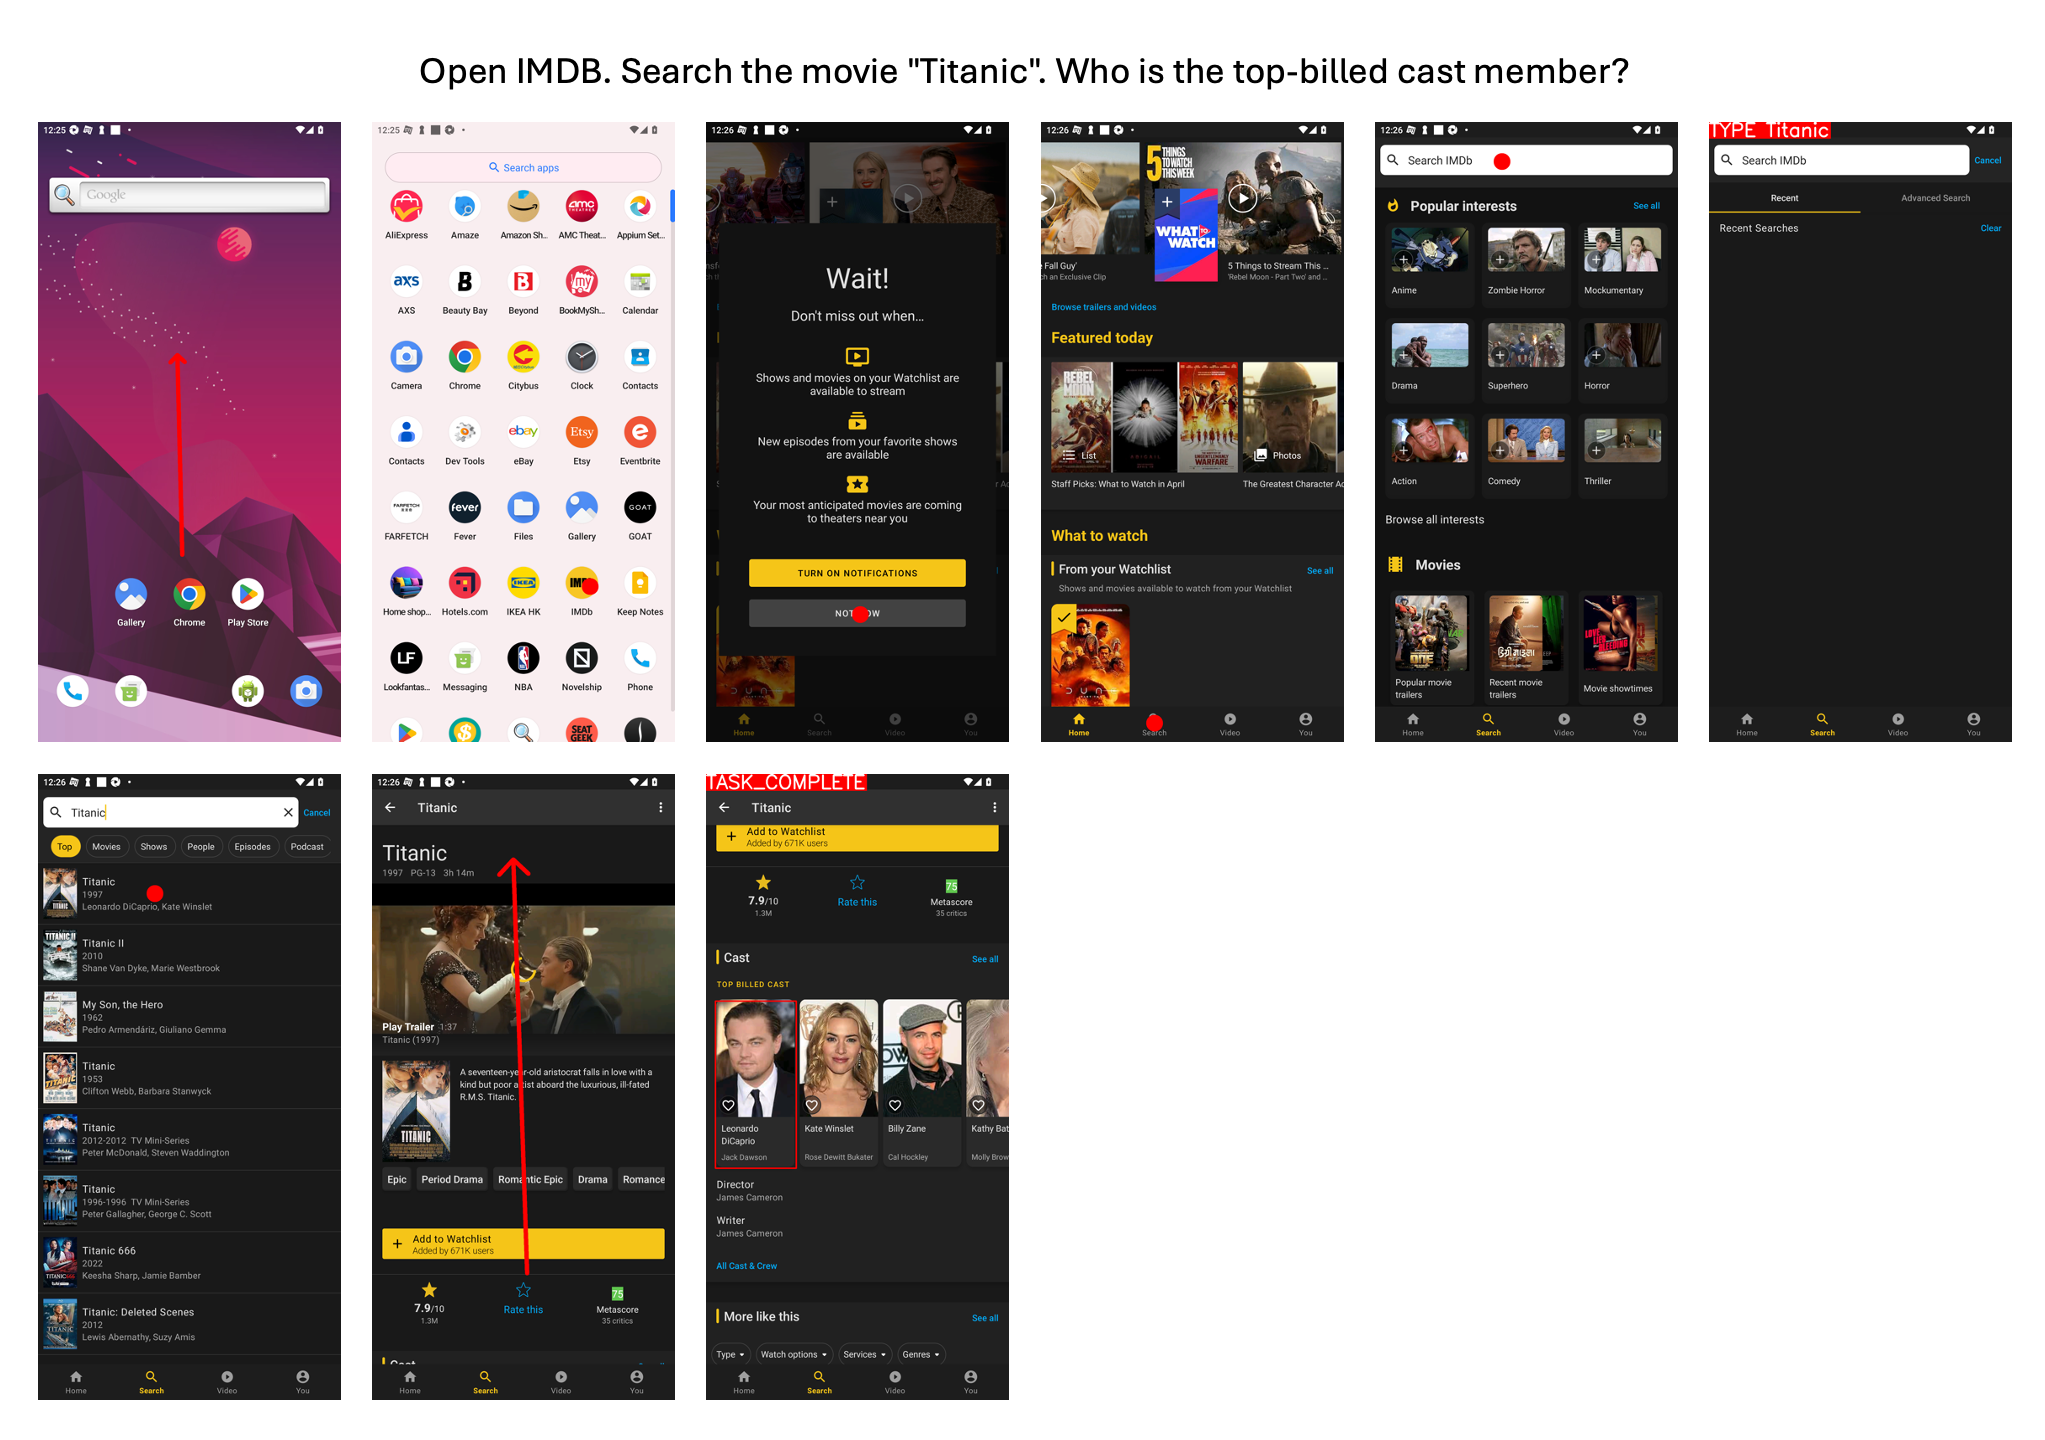 Open IMDB. Search the movie "Titanic". Who is the top-billed cast member?
12:25
Google
Gallery
Chrome
Play Store
12:25
Search apps
AliExpress
Amaze
Amazon Sh...
AMC Theat...
Appium Set...
AXS
Beauty Bay
Beyond
BookMySh...
Calendar
Camera
Chrome
Citybus
Clock
Contacts
Contacts
Dev Tools
eBay
Etsy
Eventbrite
FARFETCH
Fever
Files
Gallery
GOAT
Home shop...
Hotels.com
IKEA HK
IMDb
Keep Notes
Lookfantas...
Messaging
NBA
Novelship
Phone
SEAT
GEEK
12:26
Wait!
Don't miss out when...
Shows and movies on your Watchlist are
available to stream
New episodes from your favorite shows
are available
Your most anticipated movies are coming
to theaters near you
TURN ON NOTIFICATIONS
Home
Search
Video
You
12:26
5 THINGS
TO WATCH
THIS WEEK
WHAT TO
WATCH
e Fall Guy'
ch an Exclusive Clip
5 Things to Stream This ...
'Rebel Moon - Part Two' and ...
Browse trailers and videos
Featured today
REBEL
MOON
List
Photos
Staff Picks: What to Watch in April
The Greatest Character Ac
What to watch
From your Watchlist
See all
Shows and movies available to watch from your Watchlist
DUN
Home
Search
Video
You
12:26
Search IMDb
Popular interests
See all
Anime
Zombie Horror
Mockumentary
Drama
Superhero
Horror
Action
Comedy
Thriller
Browse all interests
Movies
Popular movie
trailers
Recent movie
trailers
Movie showtimes
Home
Search
Video
You
TYPE Titanic
Search IMDb
Cancel
Recent
Advanced Search
Recent Searches
Clear
Home
Search
Video
You
12:26
Titanic
Cancel
Top
Movies
Shows
People
Episodes
Podcast
Titanic
1997
Leonardo DiCaprio, Kate Winslet
Titanic II
2010
Shane Van Dyke, Marie Westbrook
My Son, the Hero
1962
Pedro Armendáriz, Giuliano Gemma
Titanic
1953
Clifton Webb, Barbara Stanwyck
Titanic
2012-2012 TV Mini-Series
Peter McDonald, Steven Waddington
Titanic
1996-1996 TV Mini-Series
Peter Gallagher, George C. Scott
Titanic 666
2022
Keesha Sharp, Jamie Bamber
Titanic: Deleted Scenes
2012
Lewis Abernathy, Suzy Amis
Home
Search
Video
You
12:26
Titanic
Titanic
1997 PG-13 3h 14m
Play Trailer 1:37
Titanic (1997)
A seventeen-year-old aristocrat falls in love with a
kind but poor artist aboard the luxurious, ill-fated
R.M.S. Titanic.
TITANIC
Epic
Period Drama
Romantic Epic
Drama
Romance
Add to Watchlist
Added by 671K users
7.9/10
1.3M
Rate this
75
Metascore
35 critics
Cast
Home
Search
Video
You
TASK_COMPLETE
Titanic
Add to Watchlist
Added by 671K users
7.9/10
1.3M
Rate this
75
Metascore
35 critics
Cast
See all
TOP BILLED CAST
Leonardo
DiCaprio
Jack Dawson
Kate Winslet
Rose Dewitt Bukater
Billy Zane
Cal Hockley
Kathy Bat
Molly Brow
Director
James Cameron
Writer
James Cameron
All Cast & Crew
More like this
See all
Type
Watch options
Services
Genres
Home
Search
Video
You